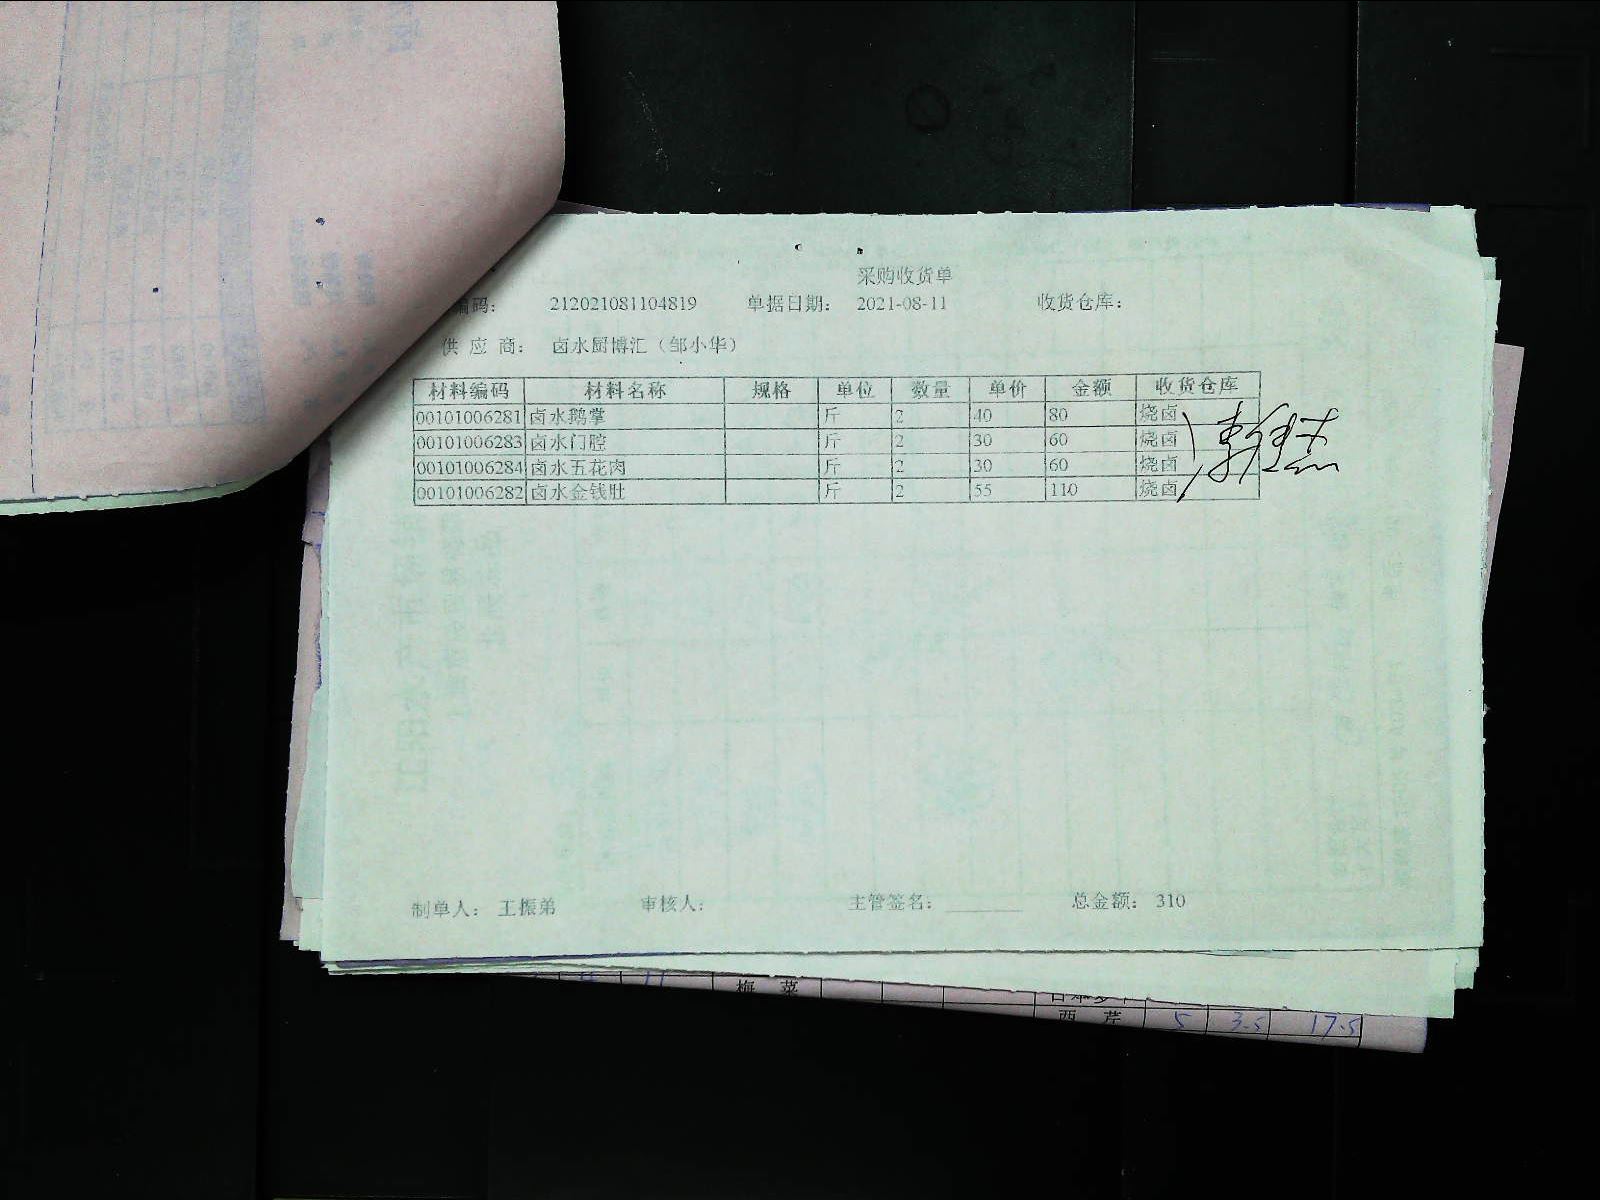 采购收货单
编码： 212021081104819 单据日期： 2021-08-11 收货仓库：
供 应 商： 卤水厨博汇（邹小华）
材料编码 材料名称 规格 单位 数量 单价 金额 收货仓库
00101006281 卤水鹅掌 斤 2 40 80 烧卤
00101006283 卤水门腔 斤 2 30 60 烧卤
00101006284 卤水五花肉 斤 2 30 60 烧卤
00101006282 卤水金钱肚 斤 2 55 110 烧卤
制单人： 王振弟 审核人： 主管签名： 总金额： 310
梅 菜
西 芹 5 3.5 17.5